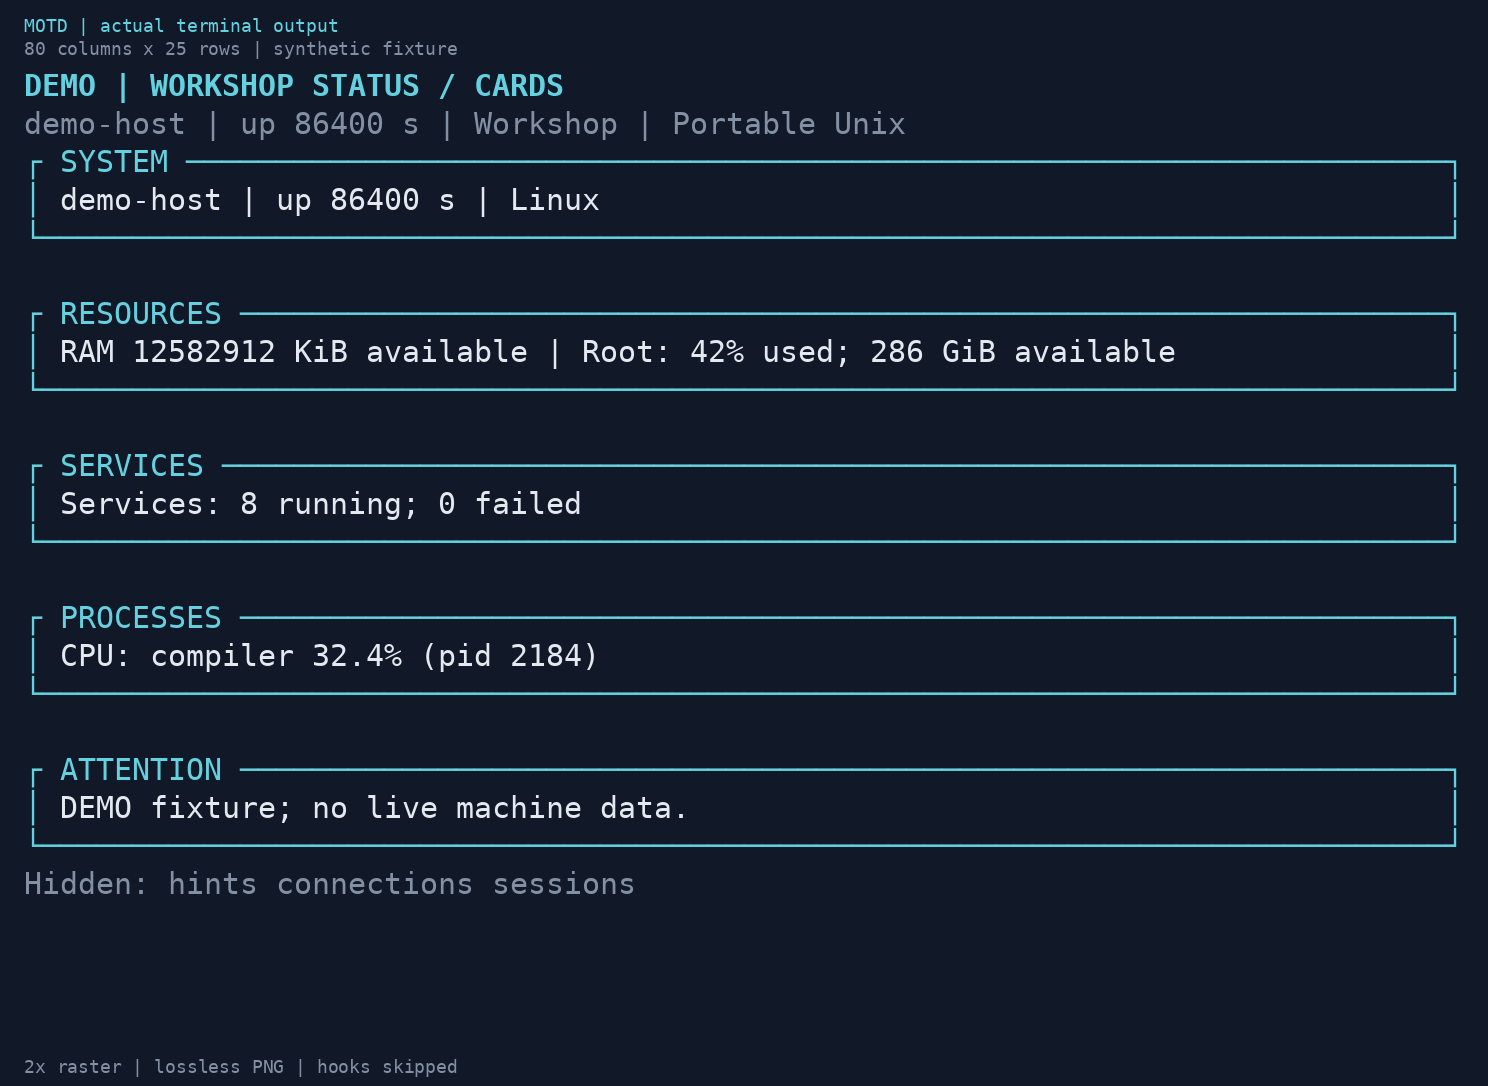 MOTD | actual terminal output
80 columns x 25 rows | synthetic fixture
DEMO | WORKSHOP STATUS / CARDS
demo-host | up 86400 s | Workshop | Portable Unix
SYSTEM
demo-host | up 86400 s | Linux
RESOURCES
RAM 12582912 KiB available | Root: 42% used; 286 GiB available
SERVICES
Services: 8 running; 0 failed
PROCESSES
CPU: compiler 32.4% (pid 2184)
ATTENTION
DEMO fixture; no live machine data.
Hidden: hints connections sessions
2x raster | lossless PNG | hooks skipped